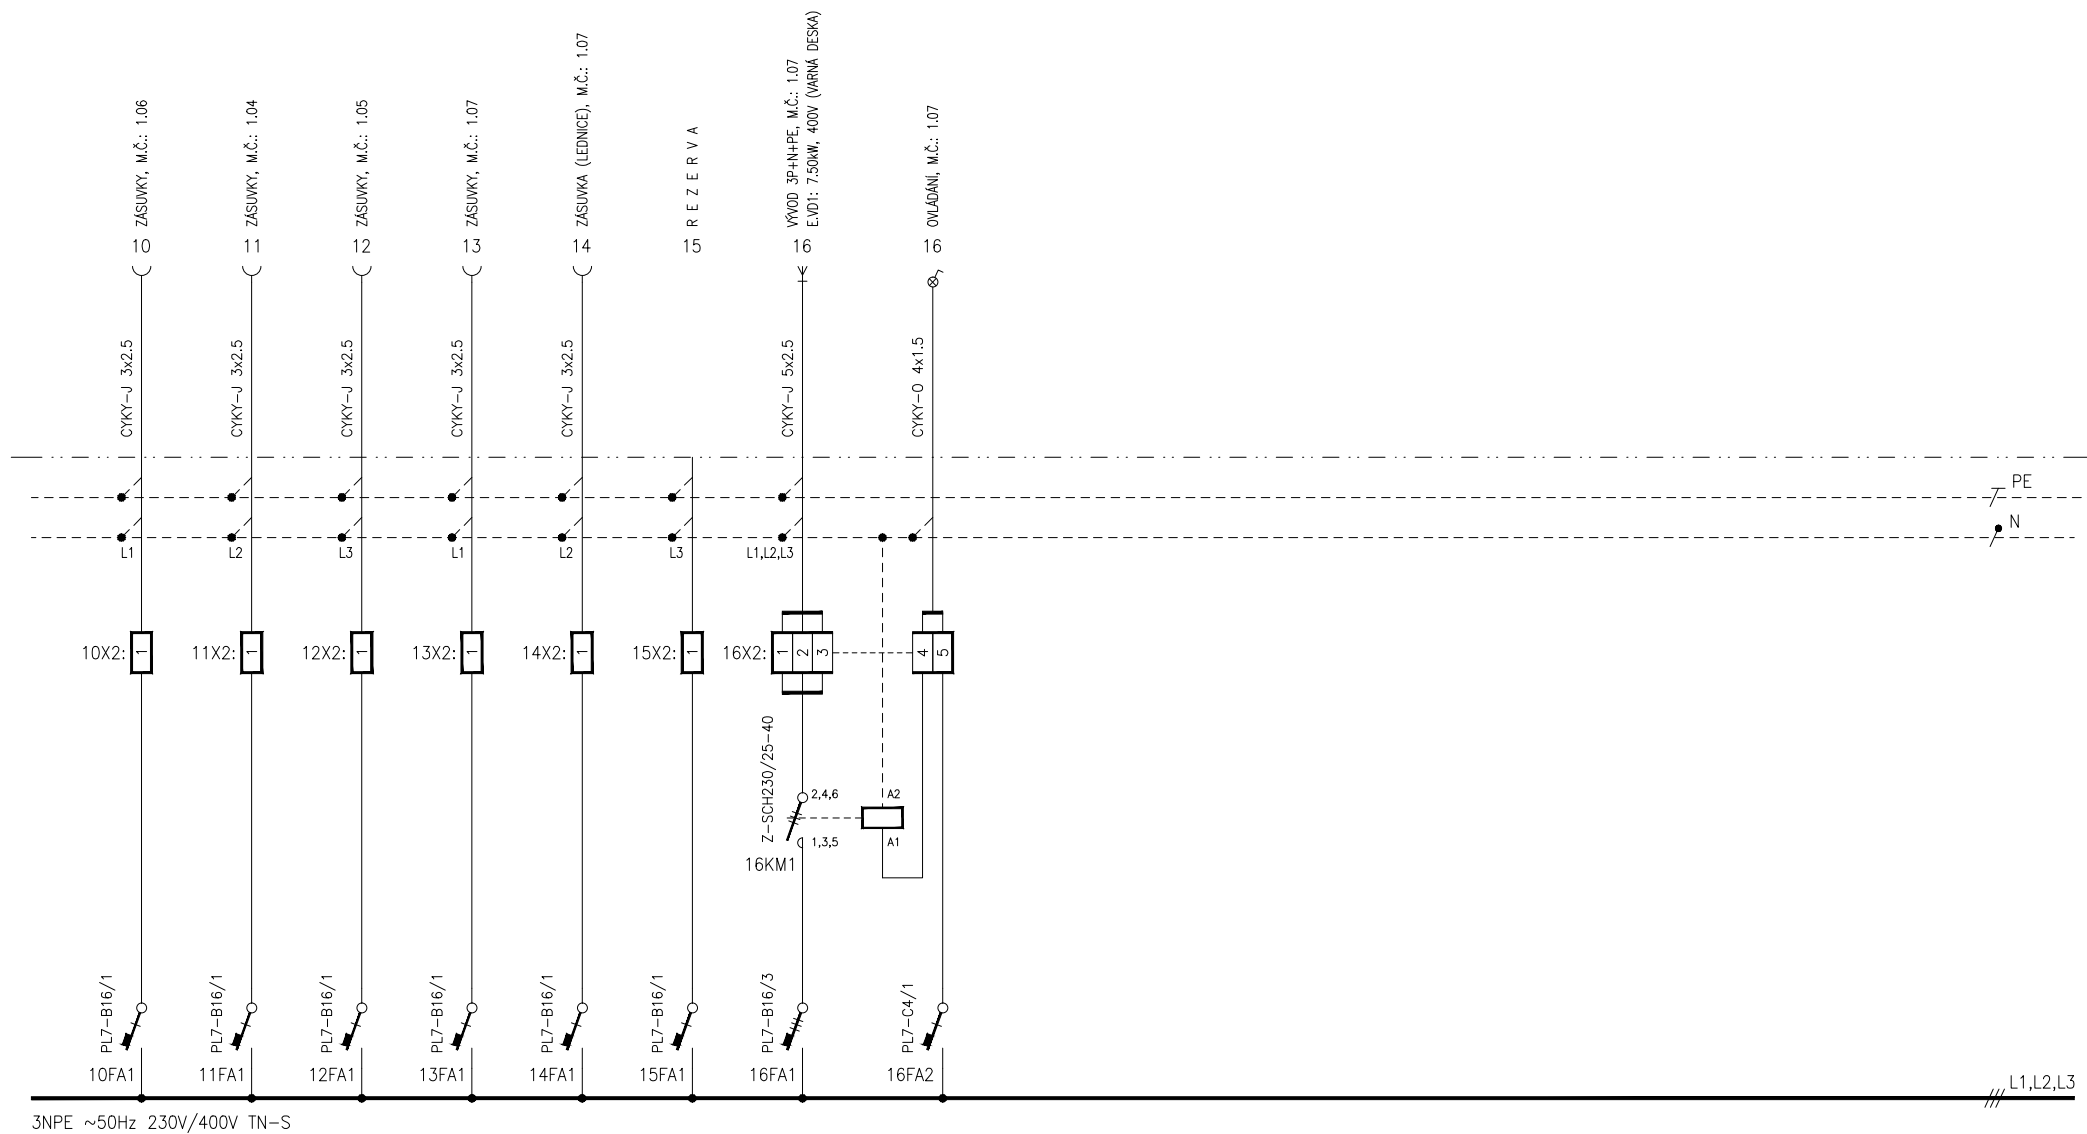 ZÁSUVKY, M.Č.: 1.06
ZÁSUVKY, M.Č.: 1.04
ZÁSUVKY, M.Č.: 1.05
ZÁSUVKY, M.Č.: 1.07
ZÁSUVKA (LEDNICE), M.Č.: 1.07
R E Z E R V A
VÝVOD 3P+N+PE, M.Č.: 1.07
E.VD1: 7.50kW, 400V (VARNÁ DESKA)
OVLÁDÁNÍ, M.Č.: 1.07
10 11 12 13 14 15 16 16
CYKY-J 3x2.5
CYKY-J 3x2.5
CYKY-J 3x2.5
CYKY-J 3x2.5
CYKY-J 3x2.5
CYKY-J 5x2.5
CYKY-O 4x1.5
PE
N
L1 L2 L3 L1 L2 L3 L1,L2,L3
10X2: 1 11X2: 1 12X2: 1 13X2: 1 14X2: 1 15X2: 1 16X2: 1 2 3 4 5
Z-SCH230/25-40
2,4,6 A2
1,3,5 A1
16KM1
PL7-B16/1
PL7-B16/1
PL7-B16/1
PL7-B16/1
PL7-B16/1
PL7-B16/1
PL7-B16/3
PL7-C4/1
10FA1 11FA1 12FA1 13FA1 14FA1 15FA1 16FA1 16FA2
L1,L2,L3
3NPE ~50Hz 230V/400V TN-S